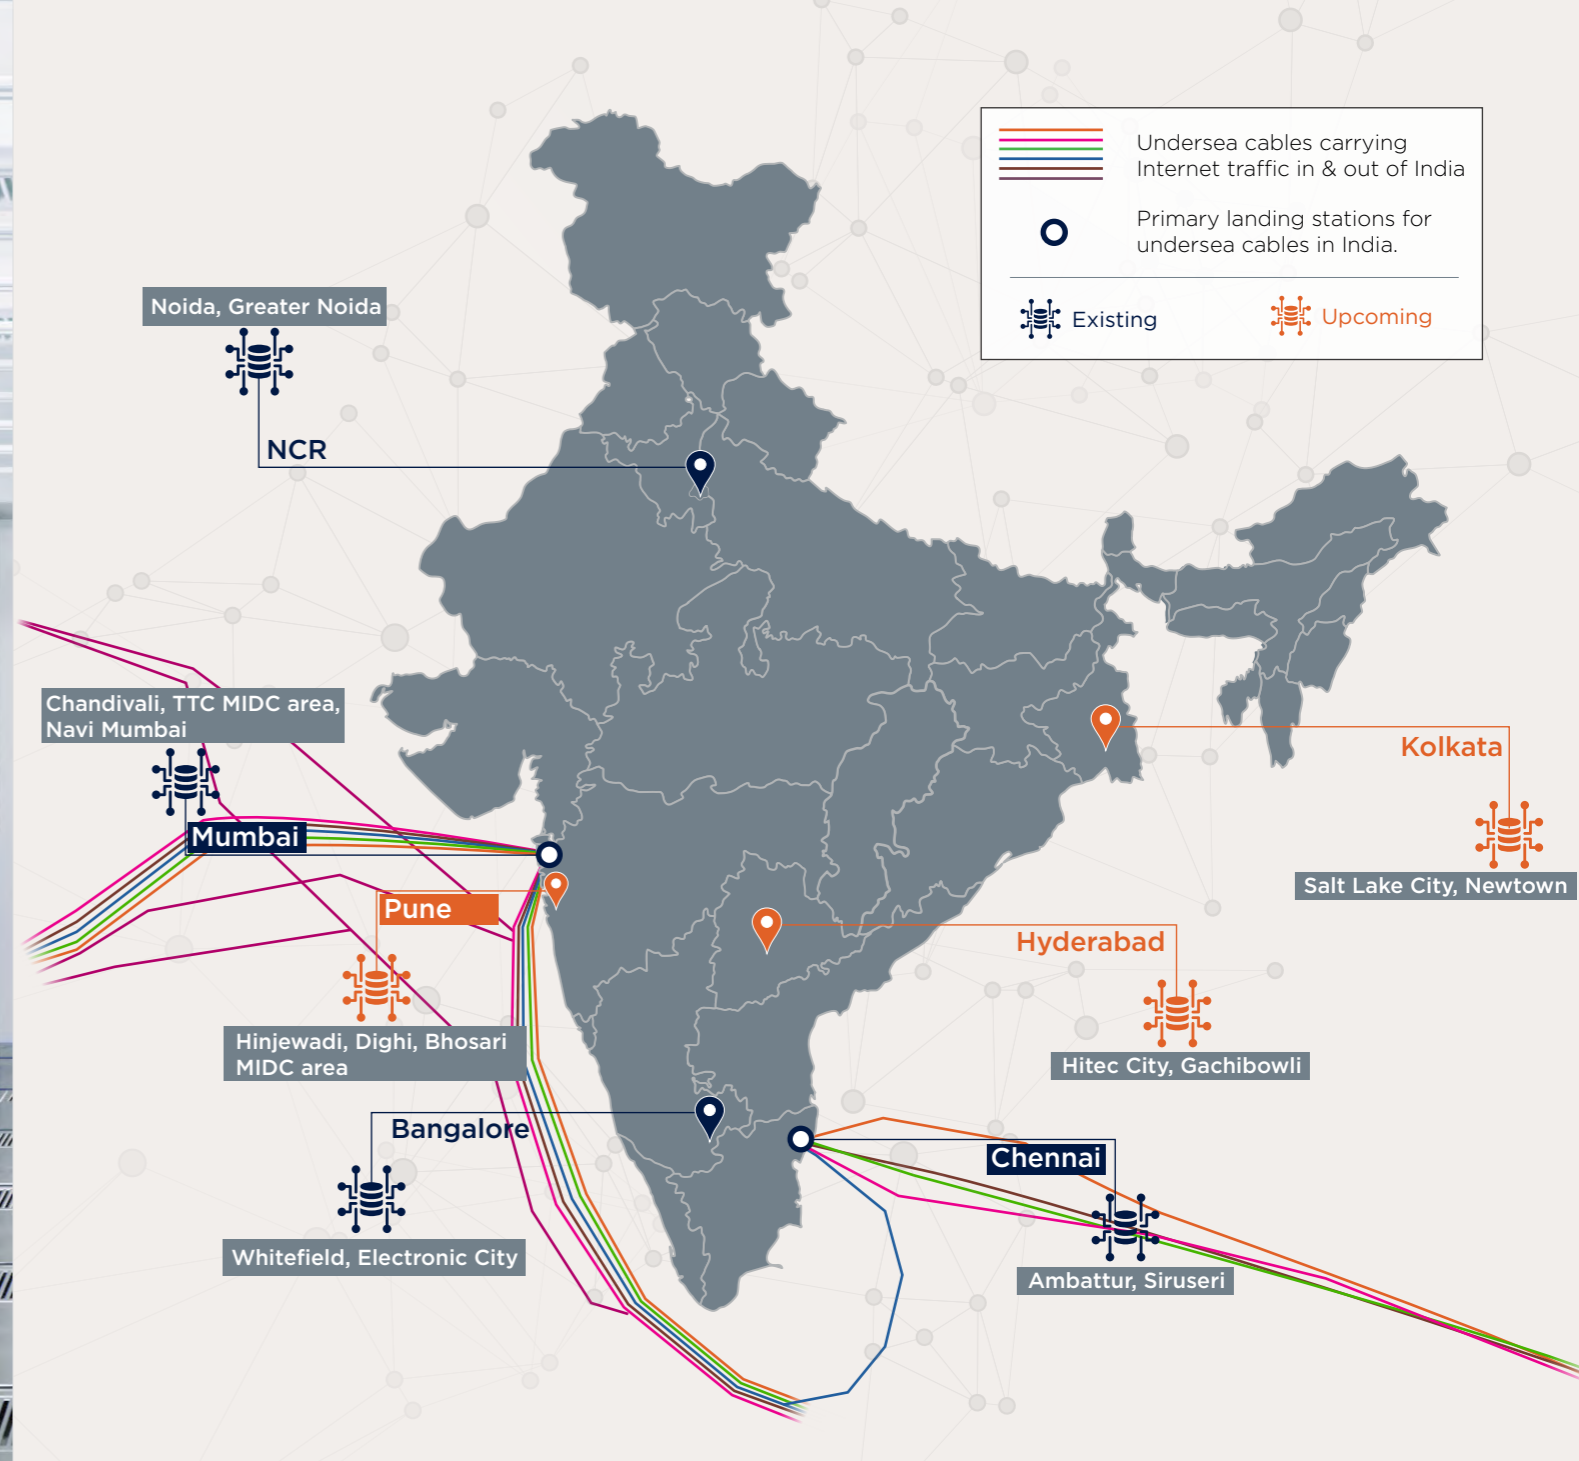 Undersea cables carrying
Internet traffic in & out of India
Primary landing stations for
undersea cables in India.
Existing
Upcoming
Noida, Greater Noida
NCR
Chandivali, TTC MIDC area,
Navi Mumbai
Mumbai
Kolkata
Salt Lake City, Newtown
Pune
Hyderabad
Hinjewadi, Dighi, Bhosari
MIDC area
Hitec City, Gachibowli
Bangalore
Chennai
Whitefield, Electronic City
Ambattur, Siruseri